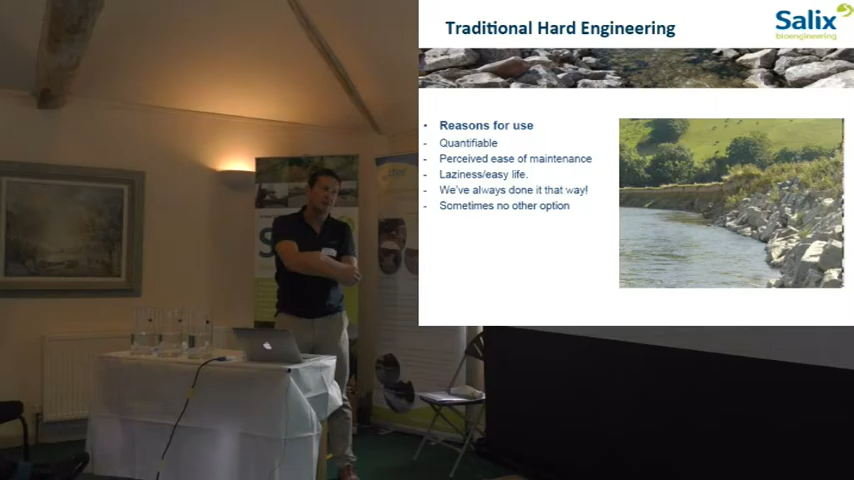 Traditional Hard Engineering
Salix
bioengineering
• Reasons for use
- Quantifiable
- Perceived ease of maintenance
- Laziness/easy life.
- We've always done it that way!
- Sometimes no other option